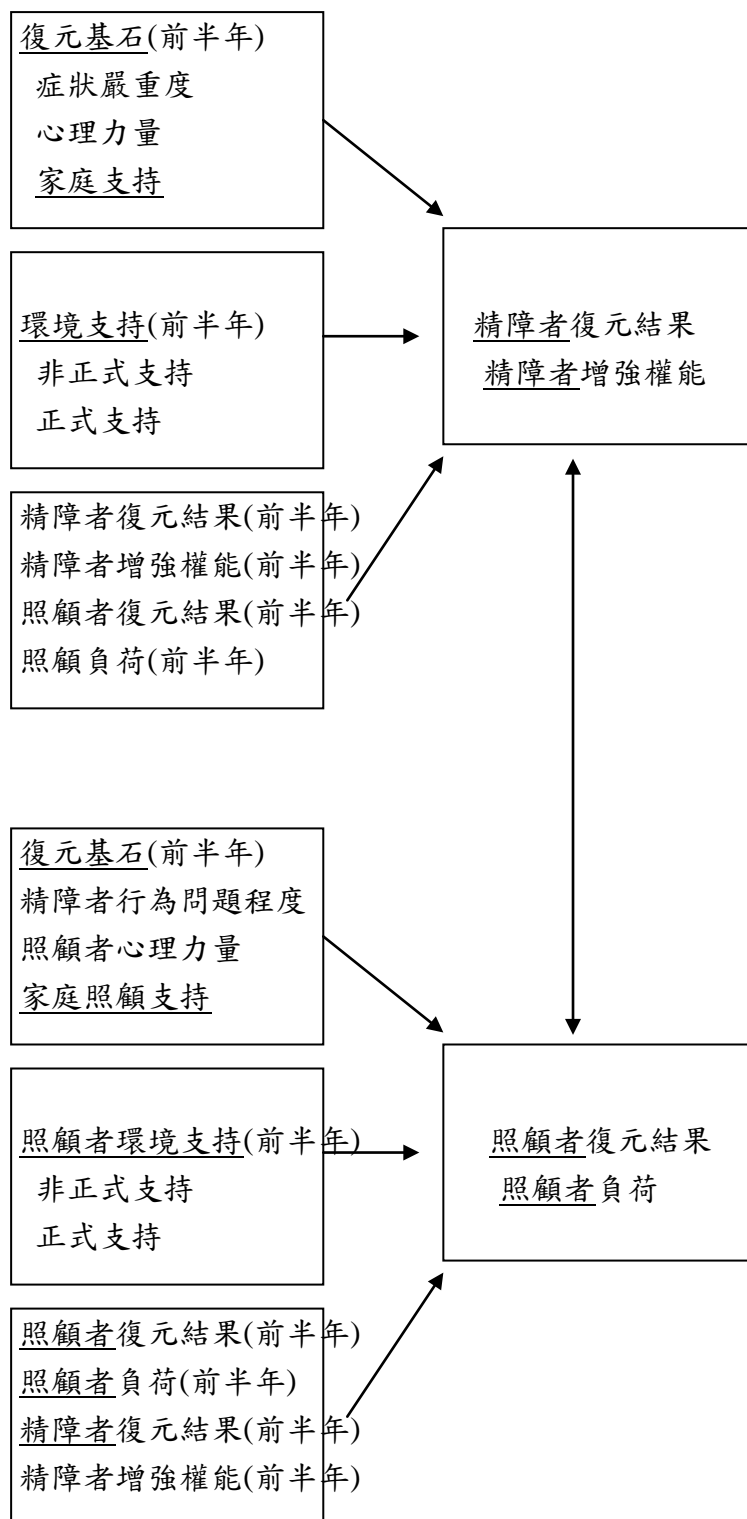 復元基石(前半年)
症狀嚴重度
心理力量
家庭支持
環境支持(前半年)
非正式支持
正式支持
精障者復元結果
精障者增強權能
精障者復元結果(前半年)
精障者增強權能(前半年)
照顧者復元結果(前半年)
照顧負荷(前半年)
復元基石(前半年)
精障者行為問題程度
照顧者心理力量
家庭照顧支持
照顧者環境支持(前半年)
非正式支持
正式支持
照顧者復元結果
照顧者負荷
照顧者復元結果(前半年)
照顧者負荷(前半年)
精障者復元結果(前半年)
精障者增強權能(前半年)